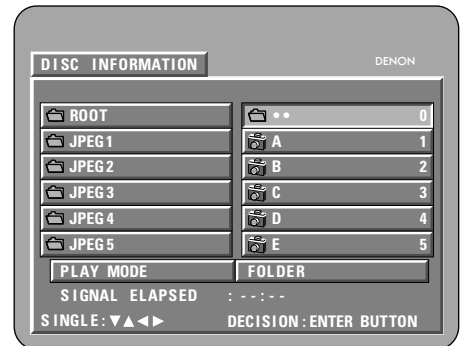 DISC INFORMATION DENON
ROOT •• 0
JPEG1 A 1
JPEG2 B 2
JPEG3 C 3
JPEG4 D 4
JPEG5 E 5
PLAY MODE FOLDER
SIGNAL ELAPSED : --:--
SINGLE:▼▲◀▶ DECISION:ENTER BUTTON